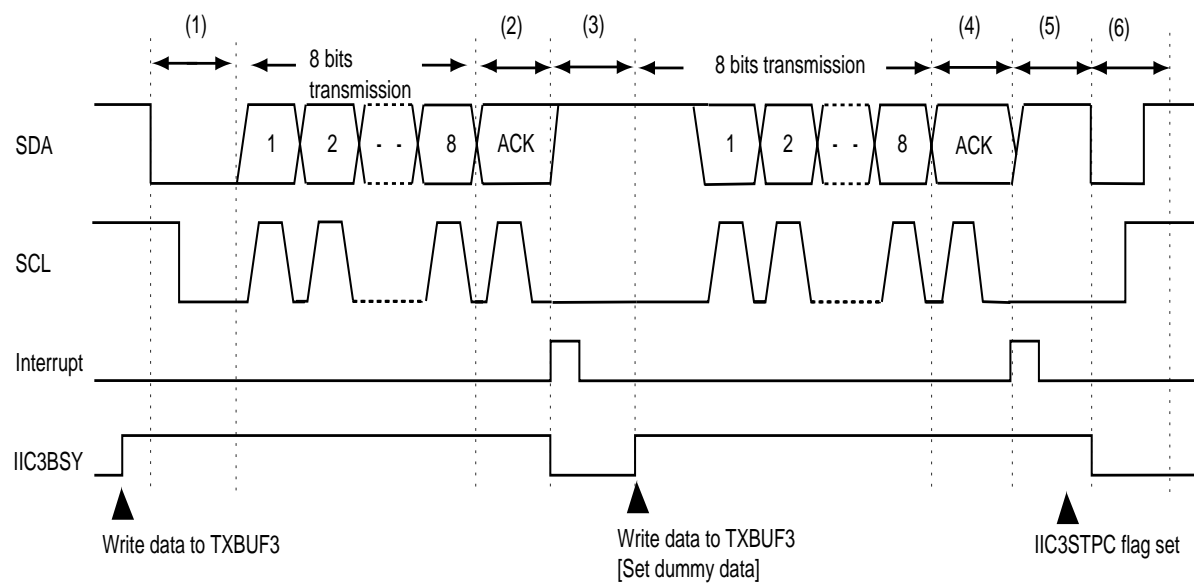 (1)
(2)
(3)
(4)
(5)
(6)
8 bits
transmission
8 bits transmission
SDA
1
2
- -
8
ACK
1
2
- -
8
ACK
SCL
Interrupt
IIC3BSY
Write data to TXBUF3
Write data to TXBUF3
[Set dummy data]
IIC3STPC flag set